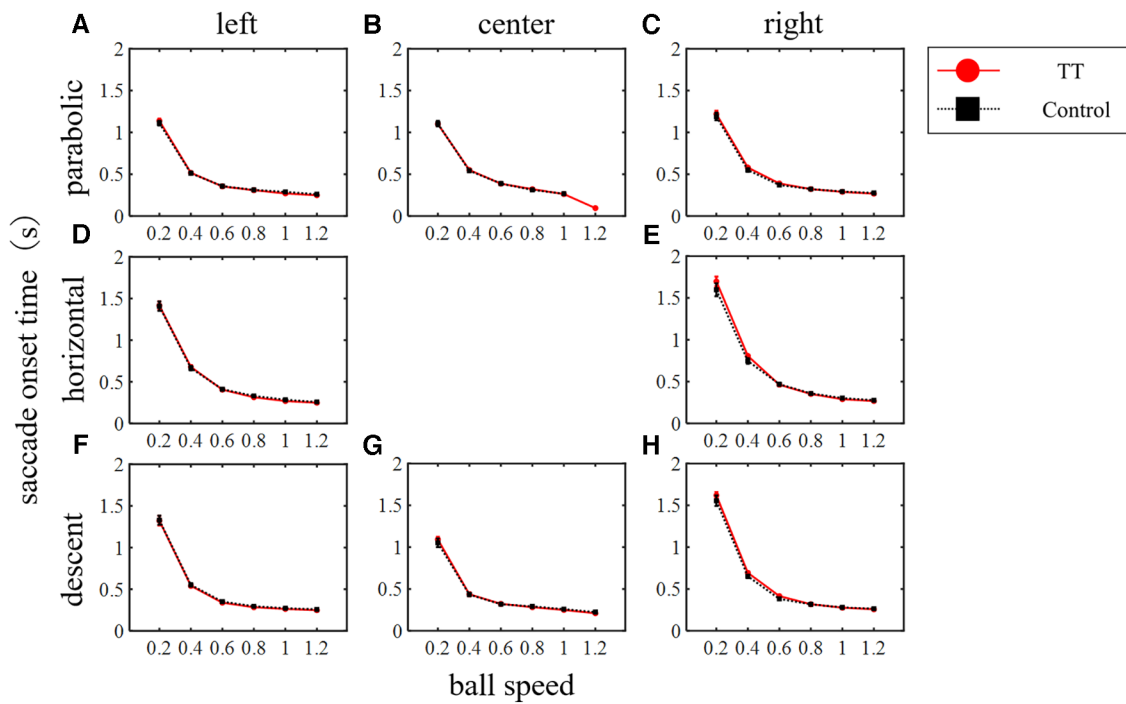 A left B center C right
TT
Control
saccade onset time (s)
parabolic
2 2 2
1.5 1.5 1.5
1 1 1
0.5 0.5 0.5
0 0 0
0.2 0.4 0.6 0.8 1 1.2 0.2 0.4 0.6 0.8 1 1.2 0.2 0.4 0.6 0.8 1 1.2
D E
horizontal
2 2
1.5 1.5
1 1
0.5 0.5
0 0
0.2 0.4 0.6 0.8 1 1.2 0.2 0.4 0.6 0.8 1 1.2
F G H
descent
2 2 2
1.5 1.5 1.5
1 1 1
0.5 0.5 0.5
0 0 0
0.2 0.4 0.6 0.8 1 1.2 0.2 0.4 0.6 0.8 1 1.2 0.2 0.4 0.6 0.8 1 1.2
ball speed